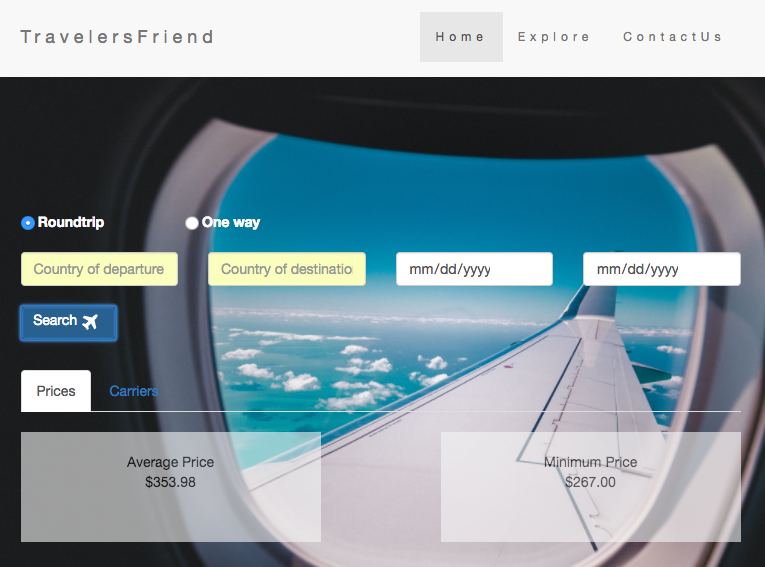 TravelersFriend
Home Explore ContactUs
Roundtrip One way
Country of departure Country of destinatio mm/dd/yyyy mm/dd/yyyy
Search
Prices Carriers
Average Price Minimum Price
$353.98 $267.00